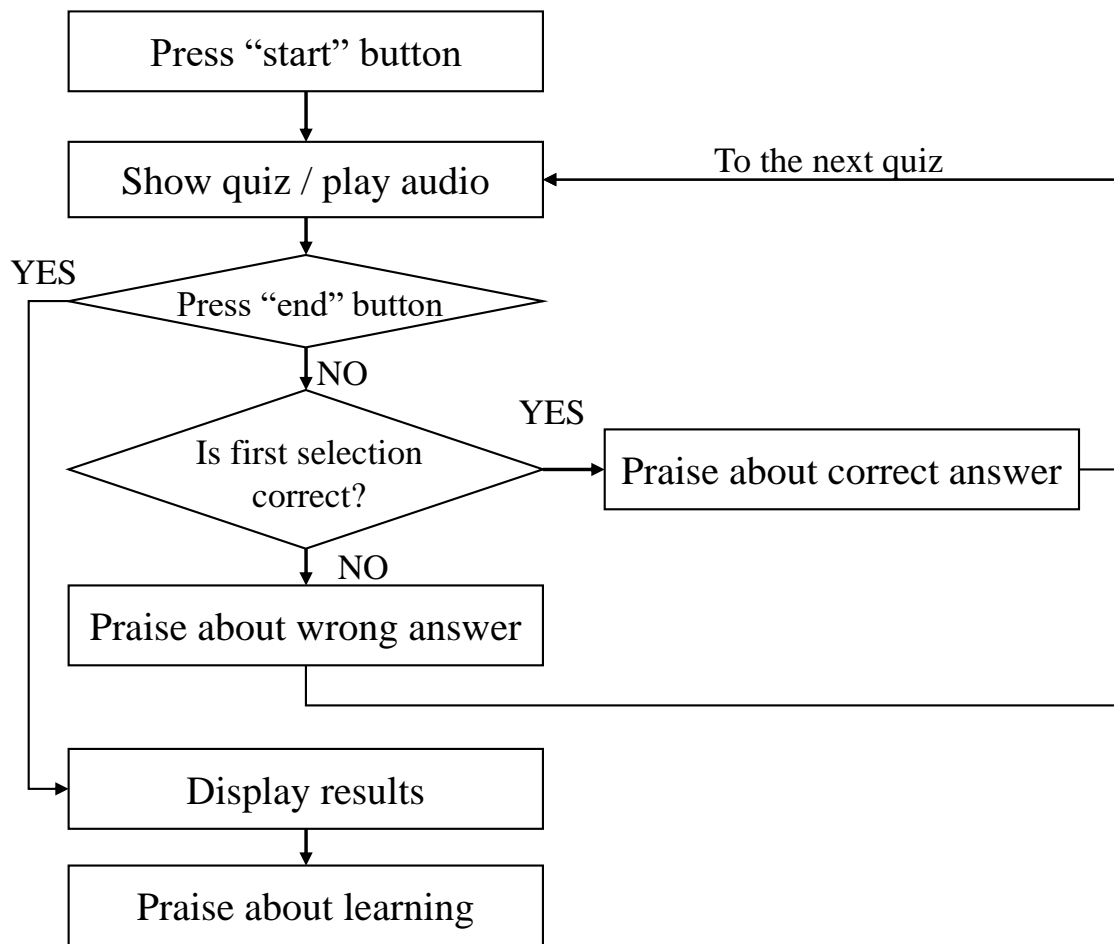 Press “start” button
Show quiz / play audio
To the next quiz
YES
Press “end” button
NO
YES
Is first selection
correct?
Praise about correct answer
NO
Praise about wrong answer
Display results
Praise about learning